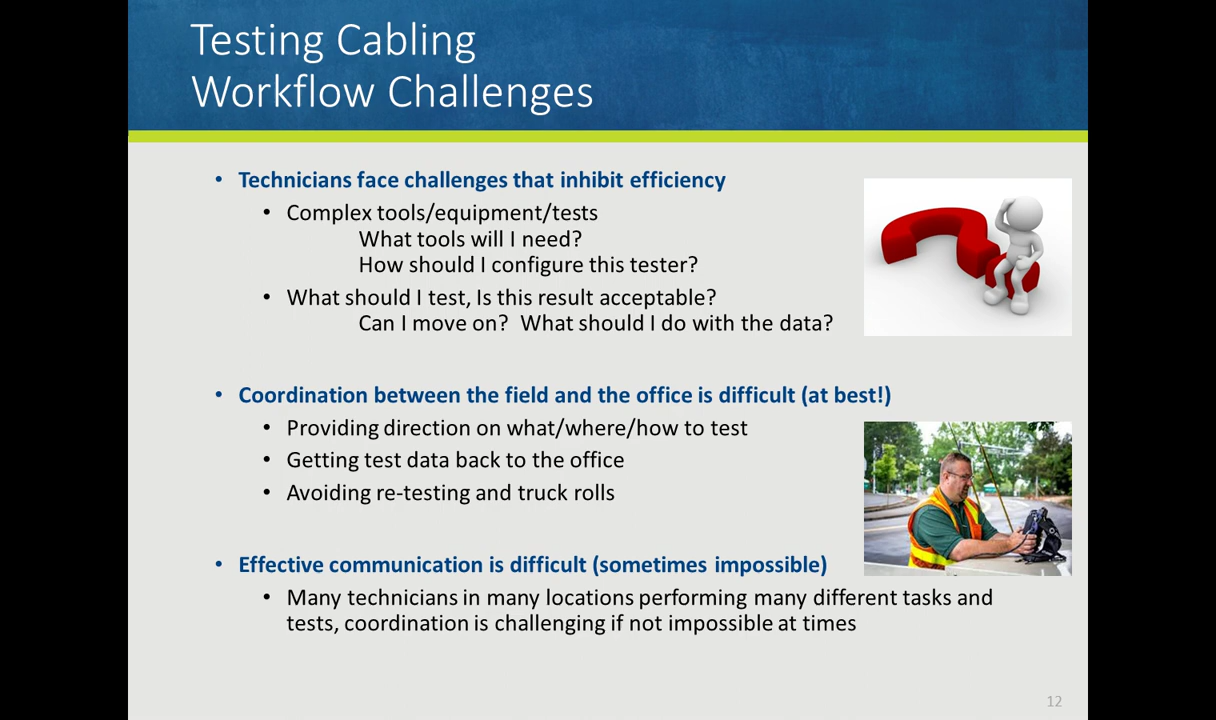 Testing Cabling
Workflow Challenges
• Technicians face challenges that inhibit efficiency
• Complex tools/equipment/tests
What tools will I need?
How should I configure this tester?
• What should I test, Is this result acceptable?
Can I move on?  What should I do with the data?
• Coordination between the field and the office is difficult (at best!)
• Providing direction on what/where/how to test
• Getting test data back to the office
• Avoiding re-testing and truck rolls
• Effective communication is difficult (sometimes impossible)
• Many technicians in many locations performing many different tasks and
tests, coordination is challenging if not impossible at times
12